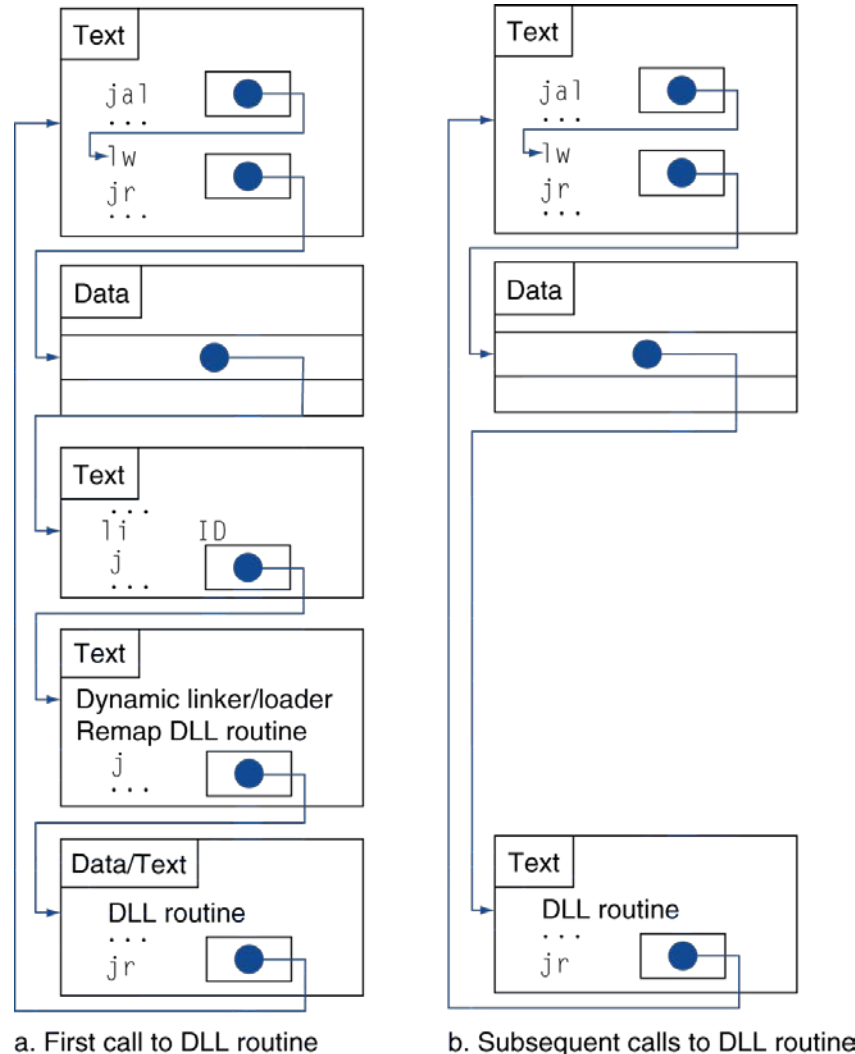 Text
jal
...
lw
jr
...
Data
Text
...
li ID
j
...
Text
Dynamic linker/loader
Remap DLL routine
j
...
Data/Text
DLL routine
...
jr
a. First call to DLL routine
Text
jal
...
lw
jr
...
Data
Text
DLL routine
...
jr
b. Subsequent calls to DLL routine